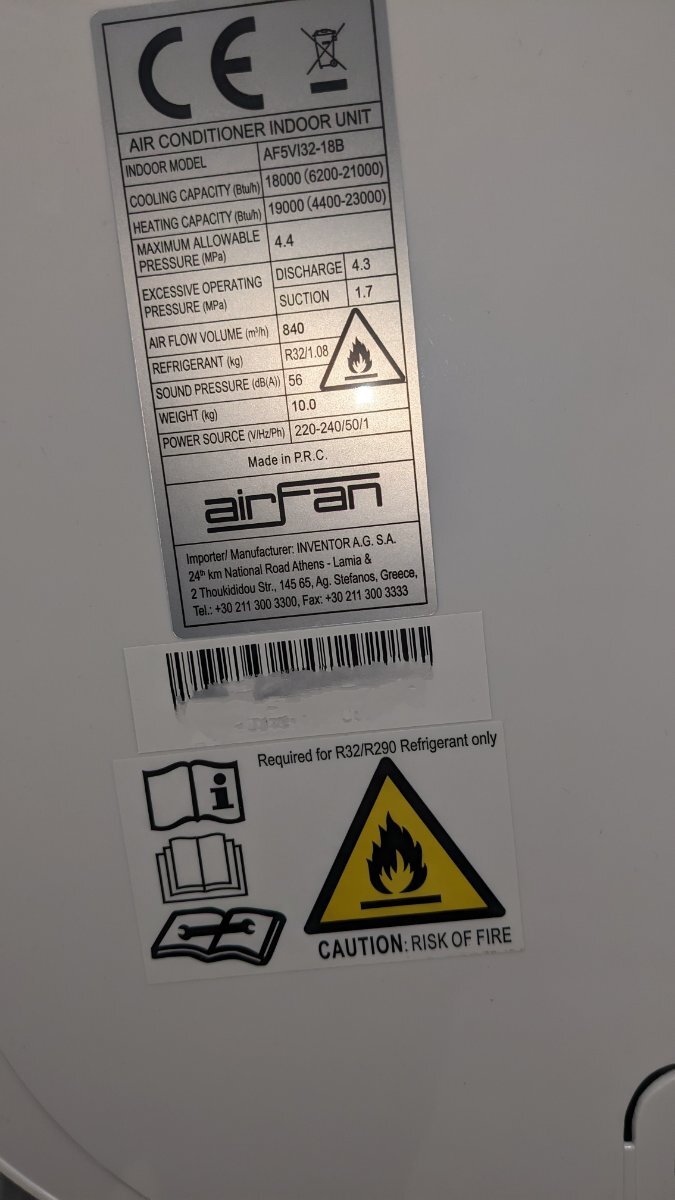 CE
AIR CONDITIONER INDOOR UNIT
INDOOR MODEL AF5VI32-18B
COOLING CAPACITY (Btu/h) 18000 (6200-21000)
HEATING CAPACITY (Btu/h) 19000 (4400-23000)
MAXIMUM ALLOWABLE PRESSURE (MPa) 4.4
EXCESSIVE OPERATING PRESSURE (MPa) DISCHARGE 4.3
SUCTION 1.7
AIR FLOW VOLUME (m³/h) 840
REFRIGERANT (kg) R32/1.08
SOUND PRESSURE (dB(A)) 56
WEIGHT (kg) 10.0
POWER SOURCE (V/Hz/Ph) 220-240/50/1
Made in P.R.C.
airfan
Importer/ Manufacturer: INVENTOR A.G. S.A.
24th km National Road Athens - Lamia &
2 Thoukididou Str., 145 65, Ag. Stefanos, Greece,
Tel.: +30 211 300 3300, Fax: +30 211 300 3333
Required for R32/R290 Refrigerant only
CAUTION: RISK OF FIRE